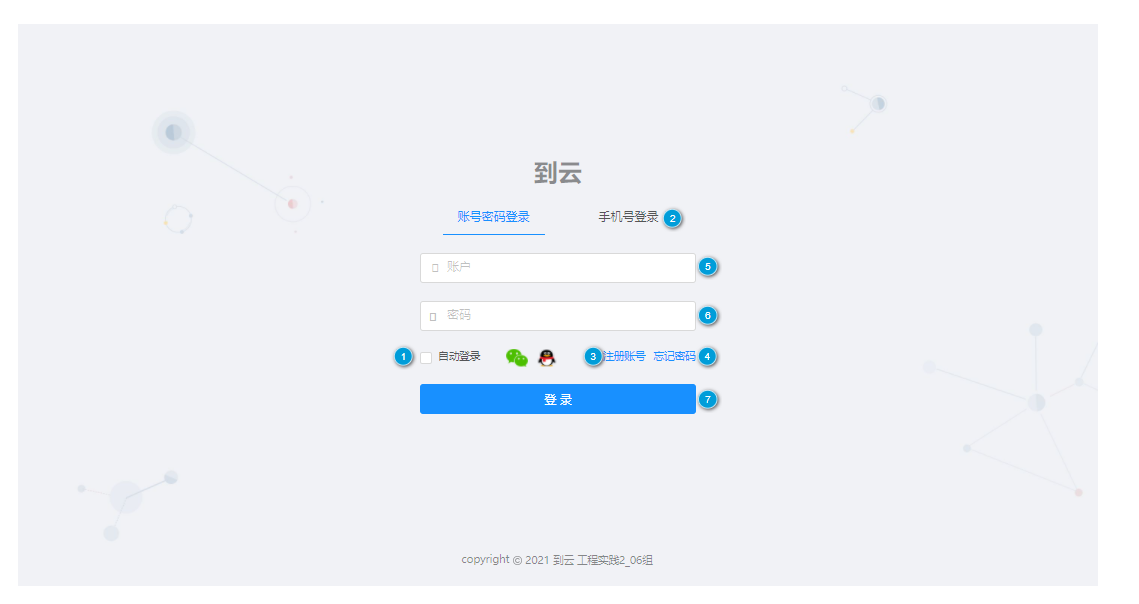 到云
账号密码登录 手机号登录 2
账户 5
密码 6
1 自动登录 3 注册账号 忘记密码 4
登 录 7
copyright © 2021 到云 工程实践2_06组